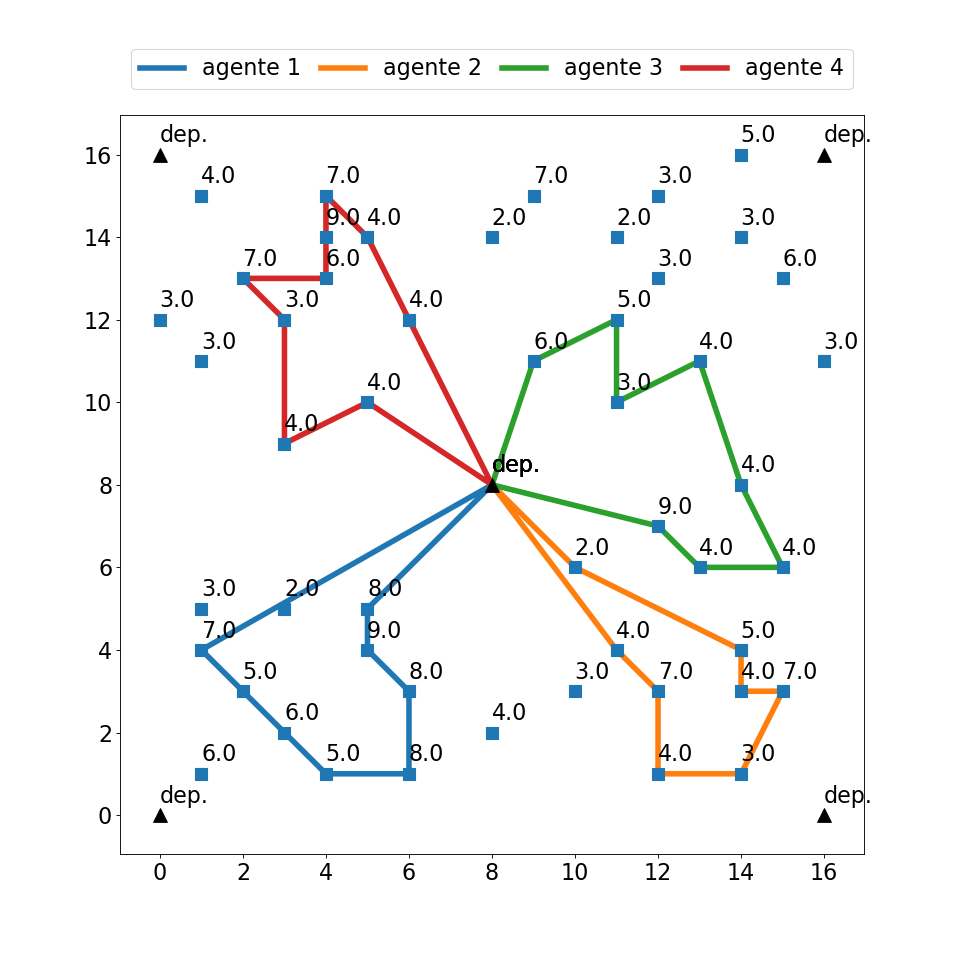 agente 1 agente 2 agente 3 agente 4
dep. 5.0 dep.
16
4.0 7.0 7.0 3.0
9.0 4.0 2.0 2.0 3.0
14
7.0 6.0 3.0 6.0
3.0 3.0 4.0 5.0
12
3.0 6.0 4.0 3.0
4.0 3.0
10
4.0
dep. 4.0
8
9.0
2.0 4.0 4.0
6
3.0 2.0 8.0
7.0 9.0 4.0 5.0
4
5.0 8.0 3.0 7.0 4.0 7.0
6.0 4.0
2
6.0 5.0 8.0 4.0 3.0
dep. dep.
0
0 2 4 6 8 10 12 14 16